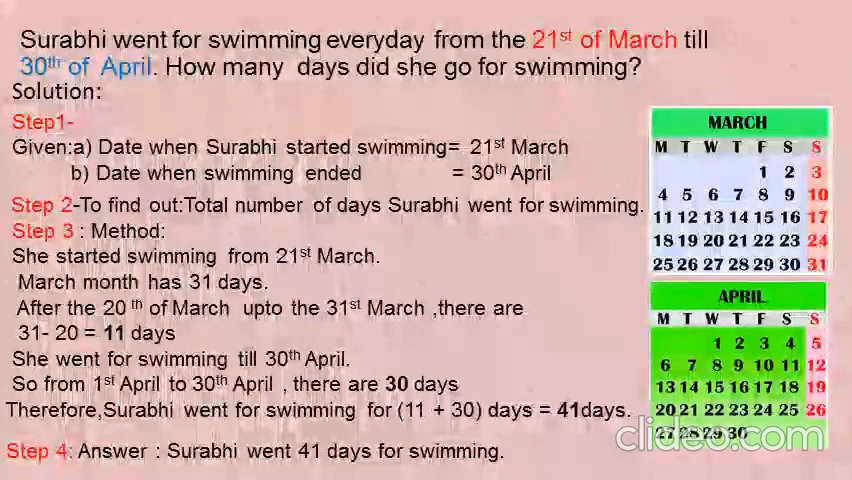 Surabhi went for swimming everyday from the 21st of March till
30th of April. How many days did she go for swimming?
Solution:
Step1-
Given:a) Date when Surabhi started swimming= 21st March
b) Date when swimming ended = 30th April
Step 2-To find out:Total number of days Surabhi went for swimming.
Step 3 : Method:
She started swimming from 21st March.
March month has 31 days.
After the 20 th of March upto the 31st March ,there are
31- 20 = 11 days
She went for swimming till 30th April.
So from 1st April to 30th April , there are 30 days
Therefore,Surabhi went for swimming for (11 + 30) days = 41days.
Step 4: Answer : Surabhi went 41 days for swimming.
MARCH
M T W T F S S
1 2 3
4 5 6 7 8 9 10
11 12 13 14 15 16 17
18 19 20 21 22 23 24
25 26 27 28 29 30 31
APRIL
M T W T F S S
1 2 3 4 5
6 7 8 9 10 11 12
13 14 15 16 17 18 19
20 21 22 23 24 25 26
27 28 29 30
clideo.com